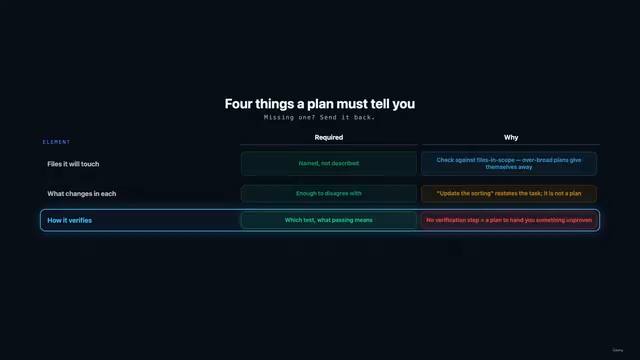 Four things a plan must tell you
Missing one? Send it back.
ELEMENT
Required
Why
Files it will touch
Named, not described
Check against files-in-scope — over-broad plans give
themselves away
What changes in each
Enough to disagree with
"Update the sorting" restates the task; it is not a plan
How it verifies
Which test, what passing means
No verification step = a plan to hand you something unproven
Udemy